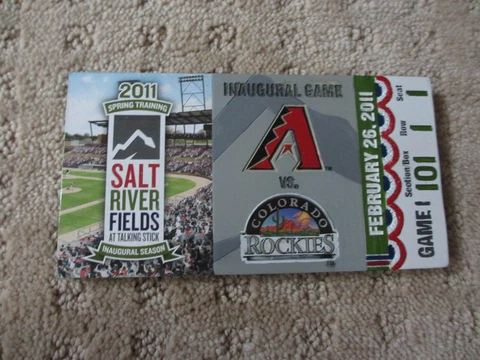 2011
SPRING TRAINING
SALT
RIVER
FIELDS
AT TALKING STICK
INAUGURAL SEASON
INAUGURAL GAME
A
VS.
COLORADO
ROCKIES
FEBRUARY 26, 2011
GAME 1
Section Box Row Seat
101 1 1